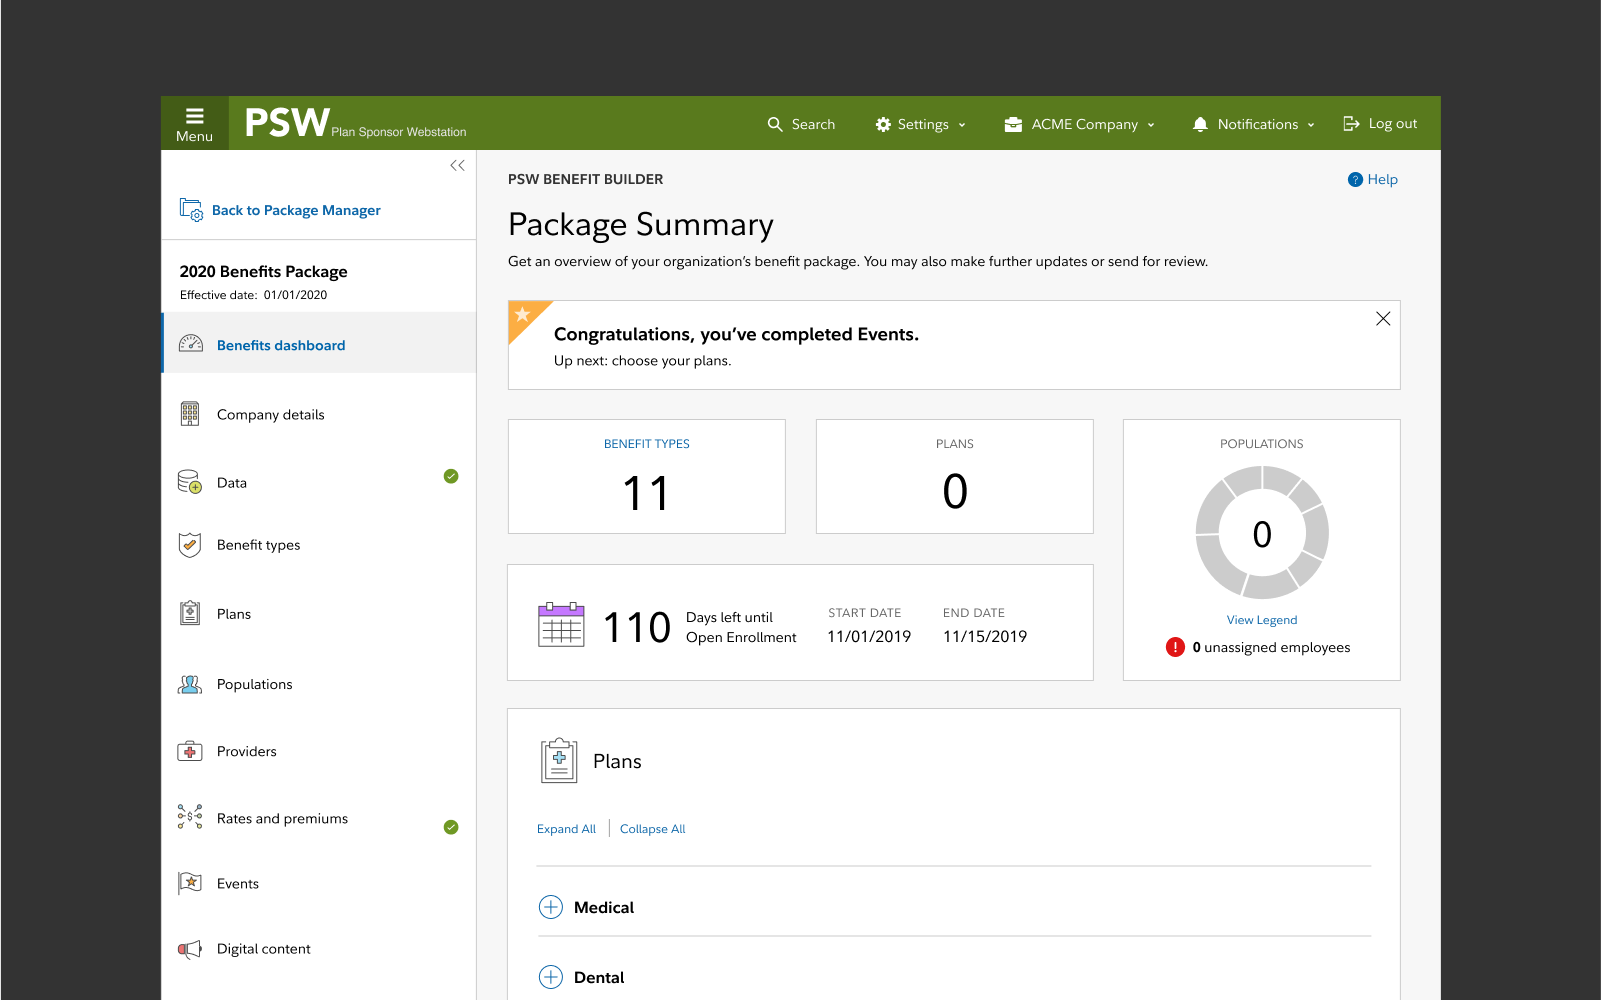 Menu
PSW Plan Sponsor Webstation
Search
Settings
ACME Company
Notifications
Log out
Back to Package Manager
2020 Benefits Package
Effective date: 01/01/2020
Benefits dashboard
Company details
Data
Benefit types
Plans
Populations
Providers
Rates and premiums
Events
Digital content
PSW BENEFIT BUILDER
? Help
Package Summary
Get an overview of your organization’s benefit package. You may also make further updates or send for review.
Congratulations, you’ve completed Events.
Up next: choose your plans.
BENEFIT TYPES
11
PLANS
0
POPULATIONS
0
View Legend
! 0 unassigned employees
110
Days left until
Open Enrollment
START DATE
11/01/2019
END DATE
11/15/2019
Plans
Expand All
Collapse All
Medical
Dental